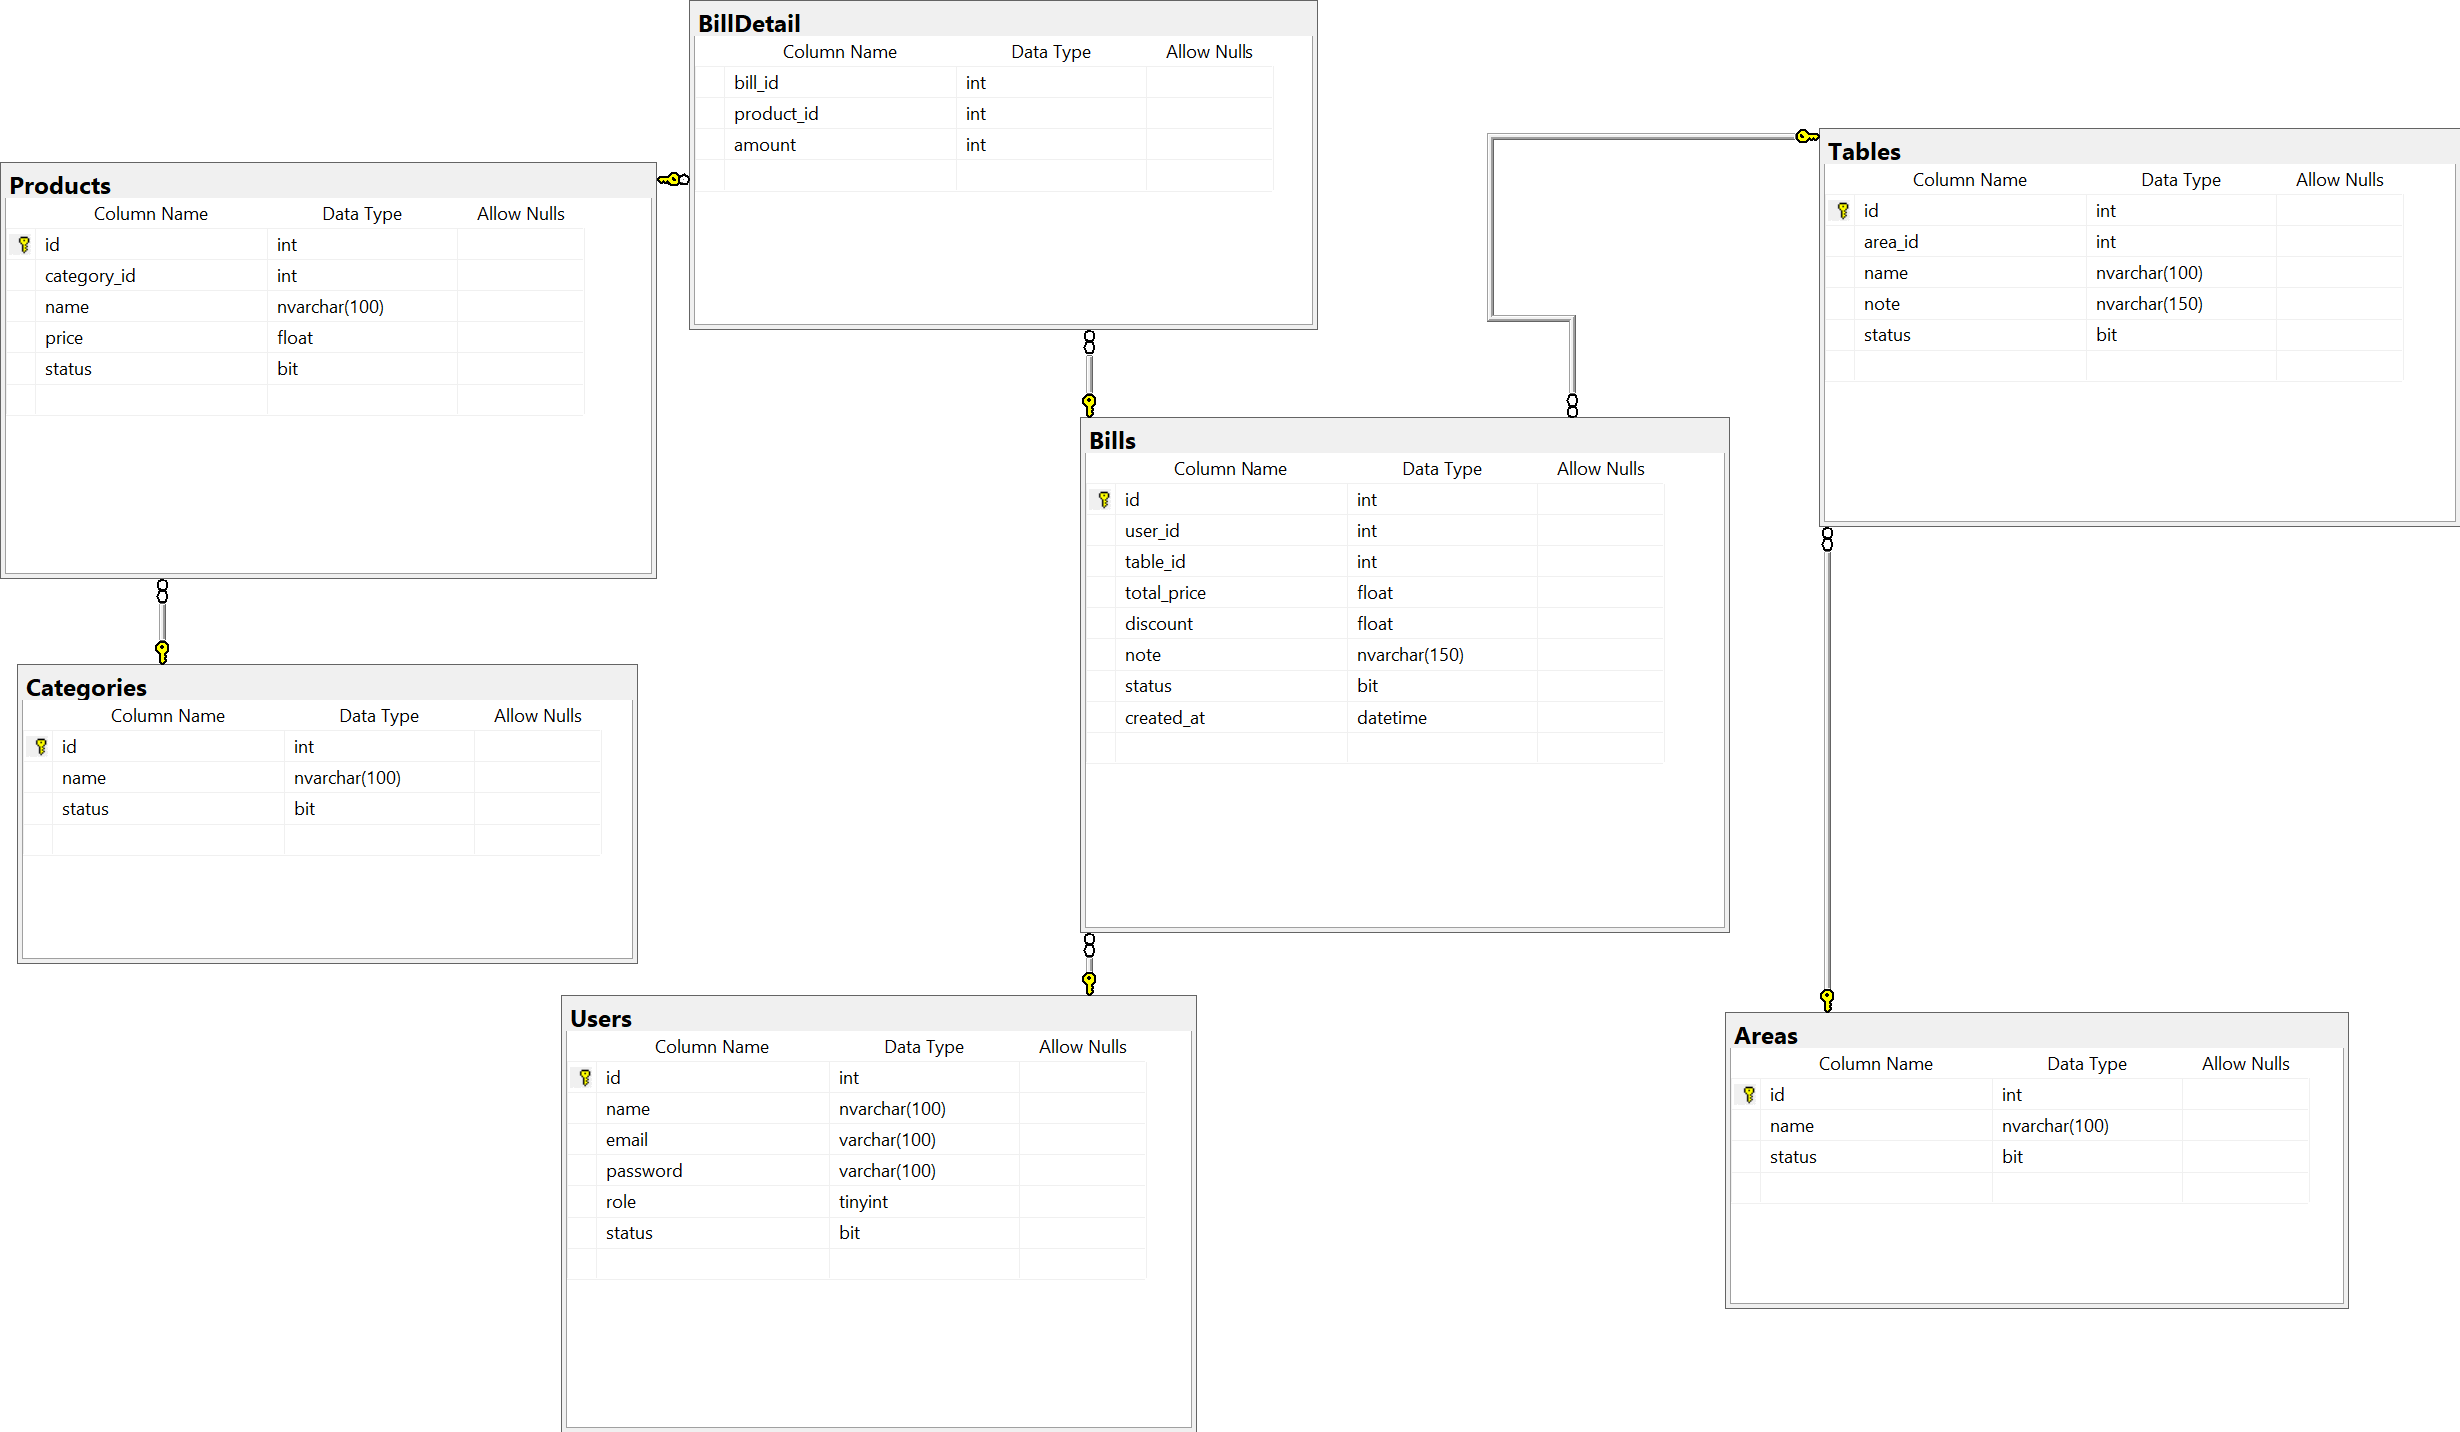 BillDetail
Column Name Data Type Allow Nulls
bill_id int
product_id int
amount int
Products
Column Name Data Type Allow Nulls
id int
category_id int
name nvarchar(100)
price float
status bit
Tables
Column Name Data Type Allow Nulls
id int
area_id int
name nvarchar(100)
note nvarchar(150)
status bit
Bills
Column Name Data Type Allow Nulls
id int
user_id int
table_id int
total_price float
discount float
note nvarchar(150)
status bit
created_at datetime
Categories
Column Name Data Type Allow Nulls
id int
name nvarchar(100)
status bit
Users
Column Name Data Type Allow Nulls
id int
name nvarchar(100)
email varchar(100)
password varchar(100)
role tinyint
status bit
Areas
Column Name Data Type Allow Nulls
id int
name nvarchar(100)
status bit